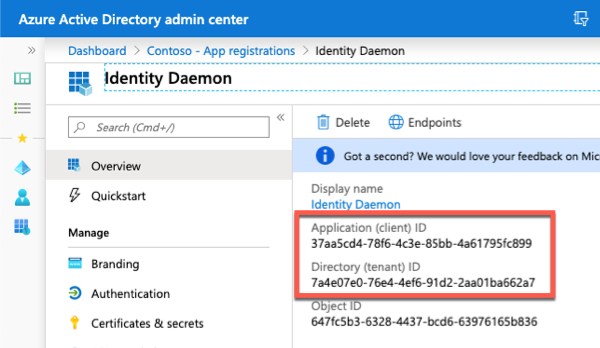 Azure Active Directory admin center
Dashboard > Contoso - App registrations > Identity Daemon
Identity Daemon
Search (Cmd+/)
Overview
Quickstart
Manage
Branding
Authentication
Certificates & secrets
Delete Endpoints
Got a second? We would love your feedback on Mic
Display name
Identity Daemon
Application (client) ID
37aa5cd4-78f6-4c3e-85bb-4a61795fc899
Directory (tenant) ID
7a4e07e0-76e4-4ef6-91d2-2aa01ba662a7
Object ID
647fc5b3-6328-4437-bcd6-63976165b836